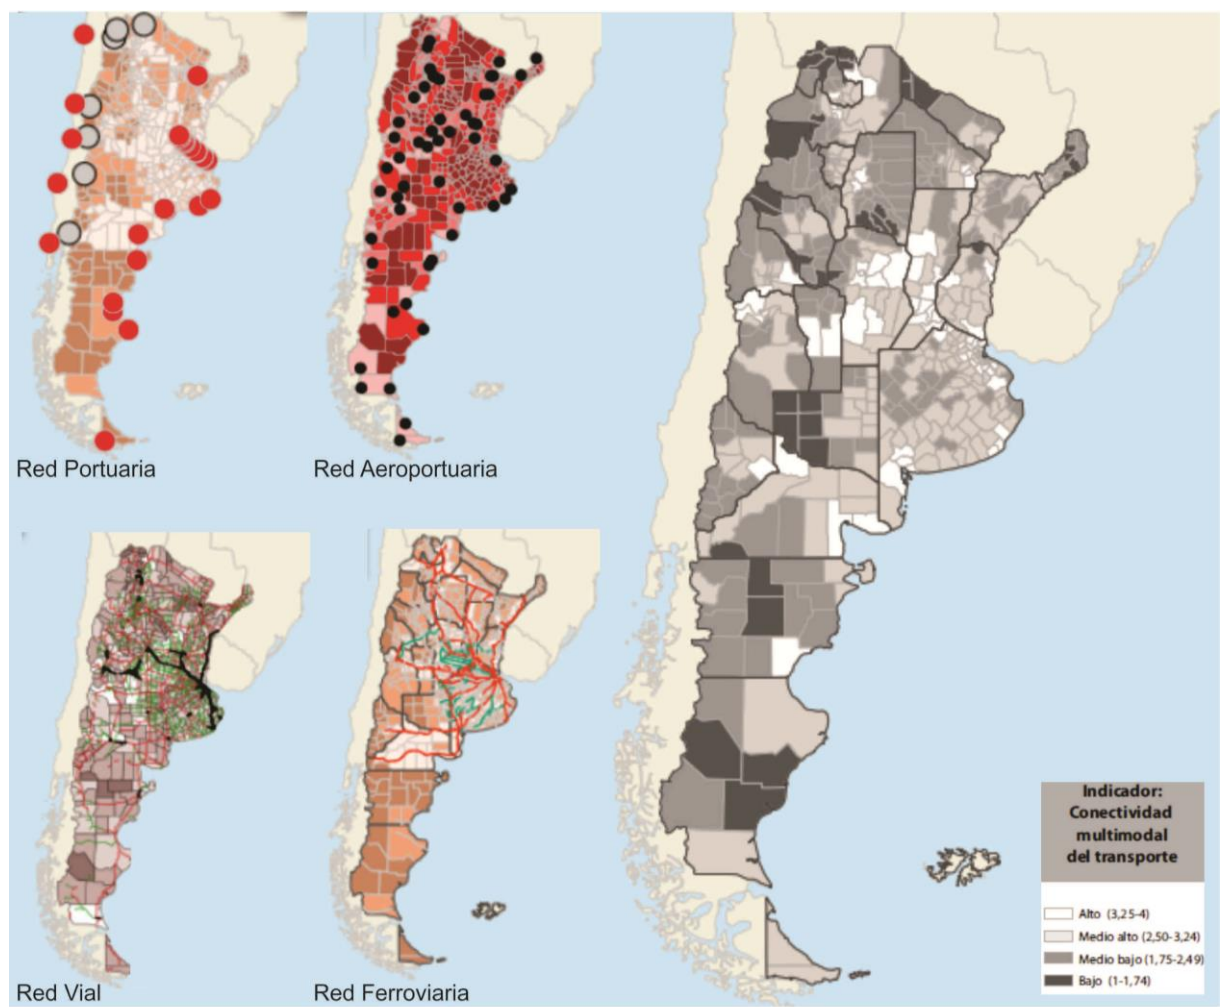 Red Portuaria
Red Aeroportuaria
Red Vial
Red Ferroviaria
Indicador:
Conectividad
multimodal
del transporte
Alto (3,25-4)
Medio alto (2,50-3,24)
Medio bajo (1,75-2,49)
Bajo (1-1,74)